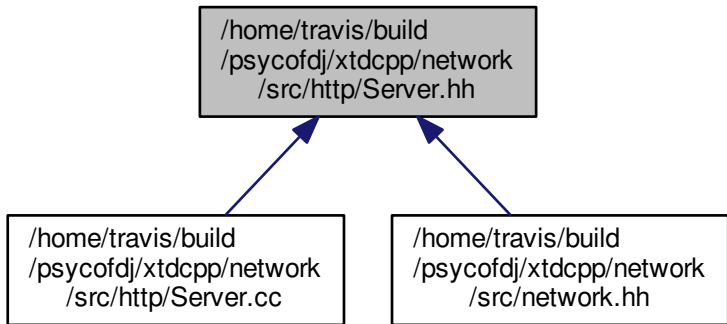 /home/travis/build
/psycofdj/xtdcpp/network
/src/http/Server.hh
/home/travis/build
/psycofdj/xtdcpp/network
/src/http/Server.cc
/home/travis/build
/psycofdj/xtdcpp/network
/src/network.hh